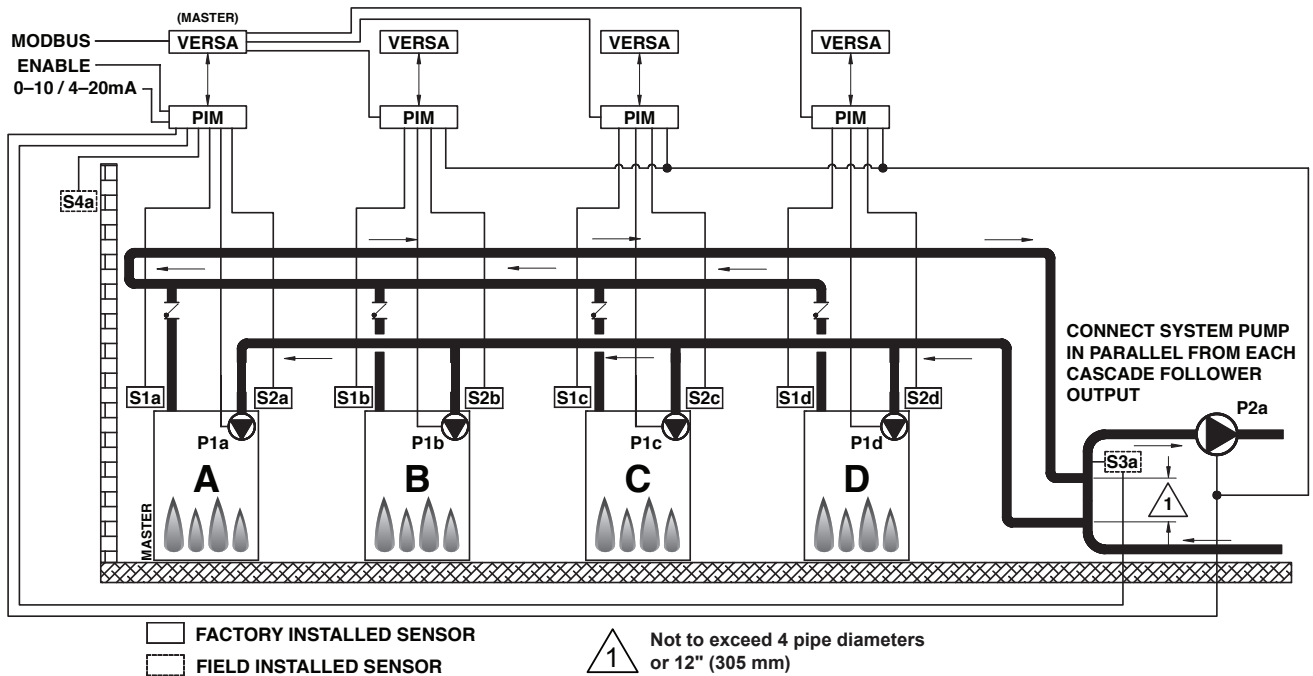 (MASTER)
MODBUS
VERSA
VERSA
VERSA
VERSA
ENABLE
0–10 / 4–20mA
PIM
PIM
PIM
PIM
S4a
CONNECT SYSTEM PUMP
IN PARALLEL FROM EACH
CASCADE FOLLOWER
OUTPUT
S1a
S2a
S1b
S2b
S1c
S2c
S1d
S2d
P2a
P1a
P1b
P1c
P1d
S3a
A
B
C
D
1
MASTER
FACTORY INSTALLED SENSOR
FIELD INSTALLED SENSOR
1
Not to exceed 4 pipe diameters
or 12" (305 mm)